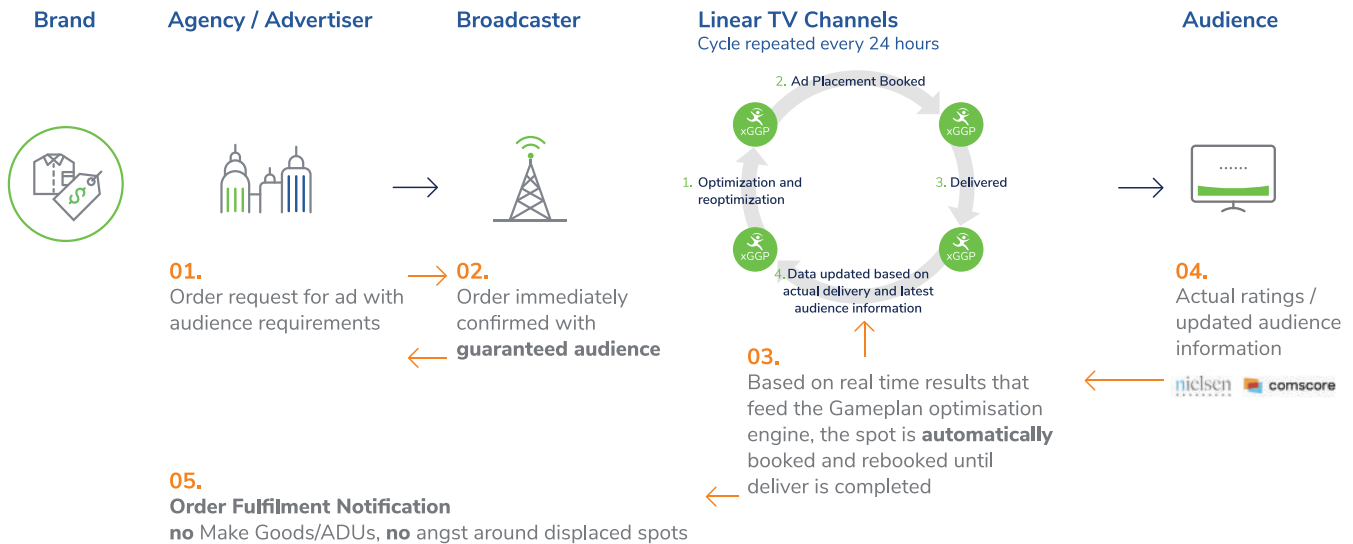 Brand
Agency / Advertiser
Broadcaster
Linear TV Channels
Cycle repeated every 24 hours
Audience
2. Ad Placement Booked
xGGP
xGGP
1. Optimization and
reoptimization
3. Delivered
xGGP
xGGP
4. Data updated based on
actual delivery and latest
audience information
01.
Order request for ad with
audience requirements
02.
Order immediately
confirmed with
guaranteed audience
03.
Based on real time results that
feed the Gameplan optimisation
engine, the spot is automatically
booked and rebooked until
deliver is completed
04.
Actual ratings /
updated audience
information
nielsen
comscore
05.
Order Fulfilment Notification
no Make Goods/ADUs, no angst around displaced spots